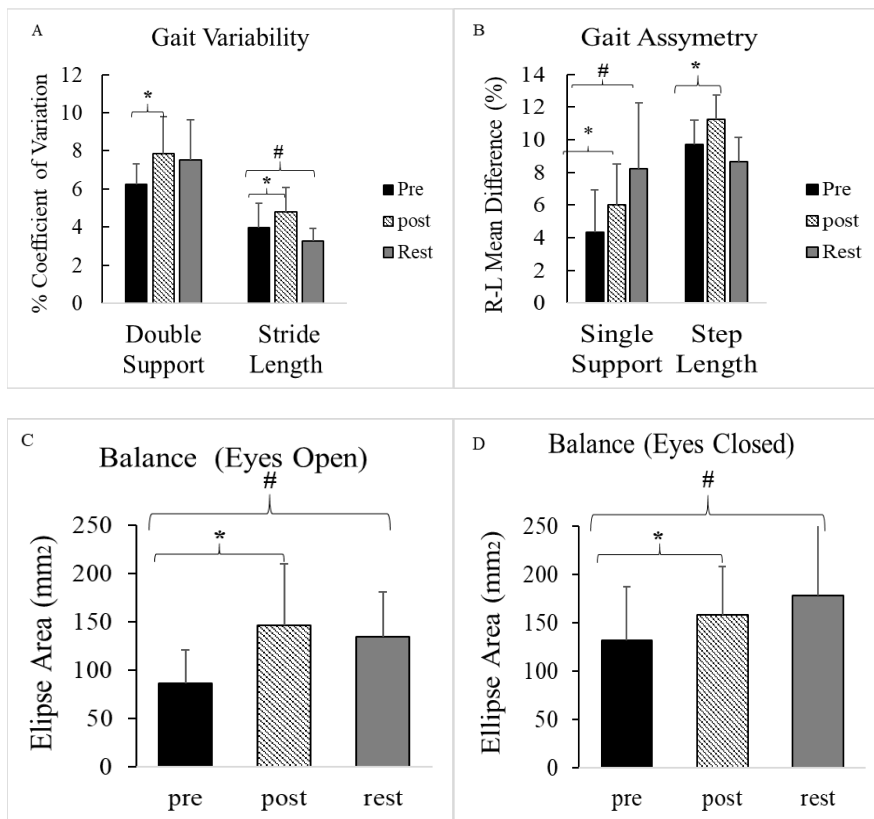 A
Gait Variability
% Coefficient of Variation
12
10
8
6
4
2
0
*
#
*
Double
Support
Stride
Length
Pre
post
Rest
B
Gait Assymetry
R-L Mean Difference (%)
14
12
10
8
6
4
2
0
#
*
*
Single
Support
Step
Length
Pre
post
Rest
C
Balance (Eyes Open)
#
*
Elipse Area (mm2)
250
200
150
100
50
0
pre
post
rest
D
Balance (Eyes Closed)
#
*
Ellipse Area (mm2)
250
200
150
100
50
0
pre
post
rest